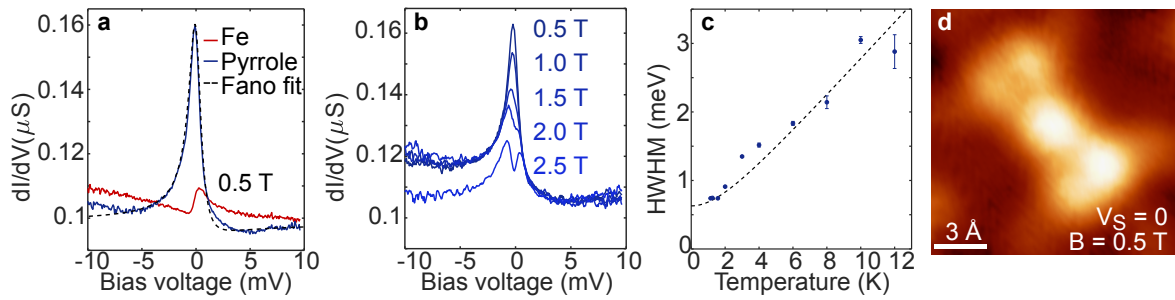 a
Fe
Pyrrole
Fano fit
0.5 T
0.16
0.14
0.12
0.1
dI/dV(μS)
-10 -5 0 5 10
Bias voltage (mV)
b
0.5 T
1.0 T
1.5 T
2.0 T
2.5 T
0.16
0.14
0.12
0.1
dI/dV(μS)
-10 -5 0 5 10
Bias voltage (mV)
c
3
2
1
0
HWHM (meV)
0 2 4 6 8 10 12
Temperature (K)
d
3 Å
V_S = 0
B = 0.5 T